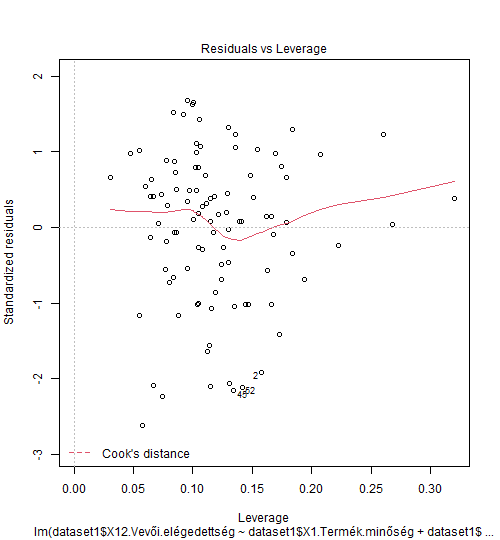 Residuals vs Leverage
Standardized residuals
2
1
0
-1
-2
-3
2
62
45
Cook's distance
0.00 0.05 0.10 0.15 0.20 0.25 0.30
Leverage
lm(dataset1$X12.Vevői.elégedettség ~ dataset1$X1.Termék.minőség + dataset1$ ...